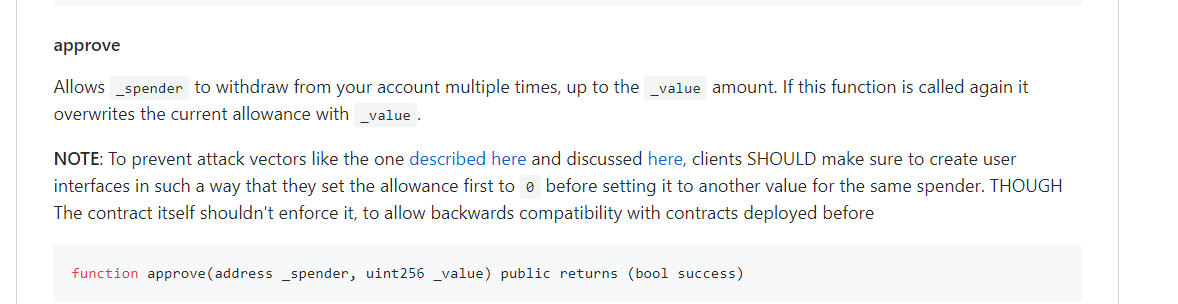 approve
Allows _spender to withdraw from your account multiple times, up to the _value amount. If this function is called again it
overwrites the current allowance with _value .
NOTE: To prevent attack vectors like the one described here and discussed here, clients SHOULD make sure to create user
interfaces in such a way that they set the allowance first to 0 before setting it to another value for the same spender. THOUGH
The contract itself shouldn't enforce it, to allow backwards compatibility with contracts deployed before
function approve(address _spender, uint256 _value) public returns (bool success)